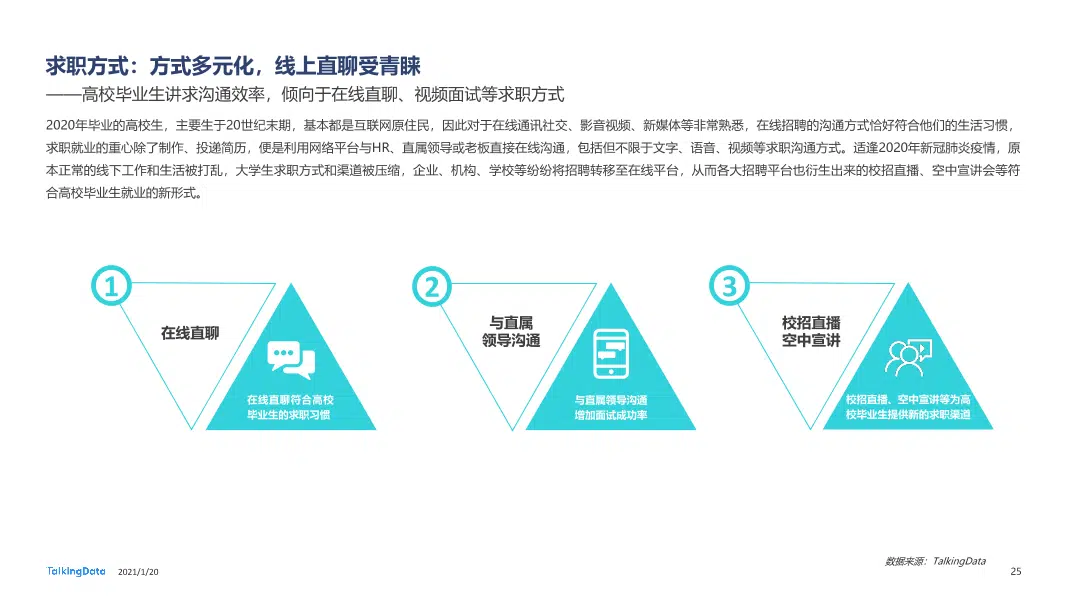 求职方式：方式多元化，线上直聊受青睐
——高校毕业生讲求沟通效率，倾向于在线直聊、视频面试等求职方式
2020年毕业的高校生，主要生于20世纪末期，基本都是互联网原住民，因此对于在线通讯社交、影音视频、新媒体等非常熟悉，在线招聘的沟通方式恰好符合他们的生活习惯，
求职就业的重心除了制作、投递简历，便是利用网络平台与HR、直属领导或老板直接在线沟通，包括但不限于文字、语音、视频等求职沟通方式。适逢2020年新冠肺炎疫情，原
本正常的线下工作和生活被打乱，大学生求职方式和渠道被压缩，企业、机构、学校等纷纷将招聘转移至在线平台，从而各大招聘平台也衍生出来的校招直播、空中宣讲会等符
合高校毕业生就业的新形式。
1
在线直聊
在线直聊符合高校
毕业生的求职习惯
2
与直属
领导沟通
与直属领导沟通
增加面试成功率
3
校招直播
空中宣讲
校招直播、空中宣讲等为高
校毕业生提供新的求职渠道
数据来源：TalkingData
TalkingData 2021/1/20
25